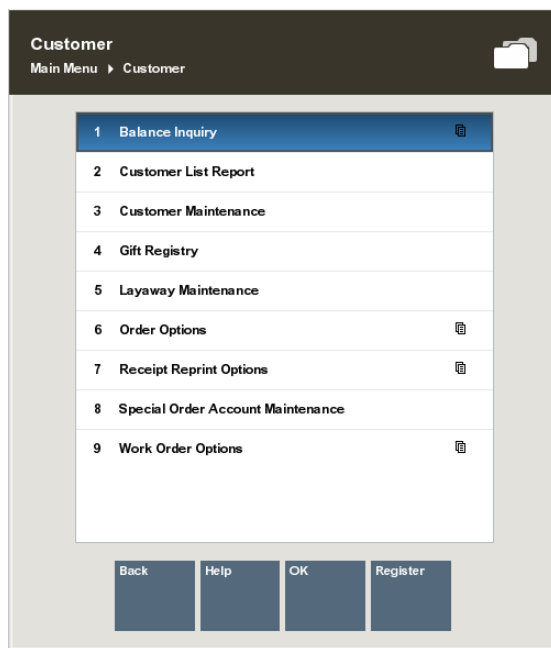 Customer
Main Menu ▸ Customer
1 Balance Inquiry
2 Customer List Report
3 Customer Maintenance
4 Gift Registry
5 Layaway Maintenance
6 Order Options
7 Receipt Reprint Options
8 Special Order Account Maintenance
9 Work Order Options
Back Help OK Register